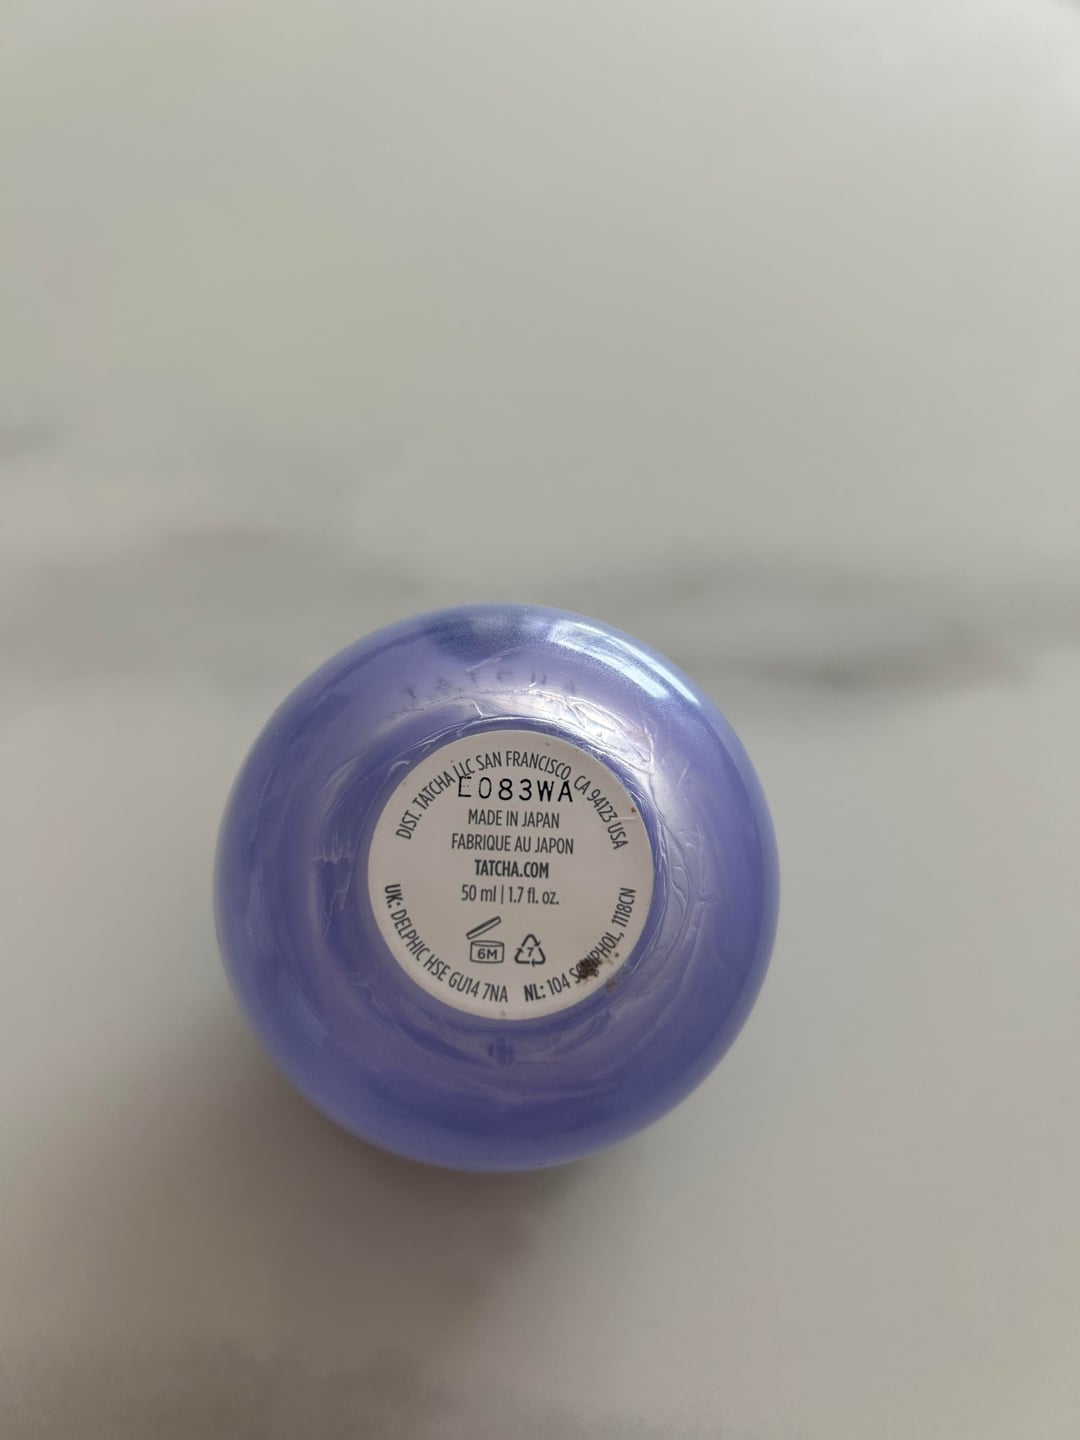 DIST. TATCHA LLC SAN FRANCISCO, CA 94123 USA
E083WA
MADE IN JAPAN
FABRIQUE AU JAPON
TATCHA.COM
50 ml | 1.7 fl. oz.
6M
7
UK: DELPHIC HSE GU14 7NA NL: 104 SCHIPHOL, 1118CN